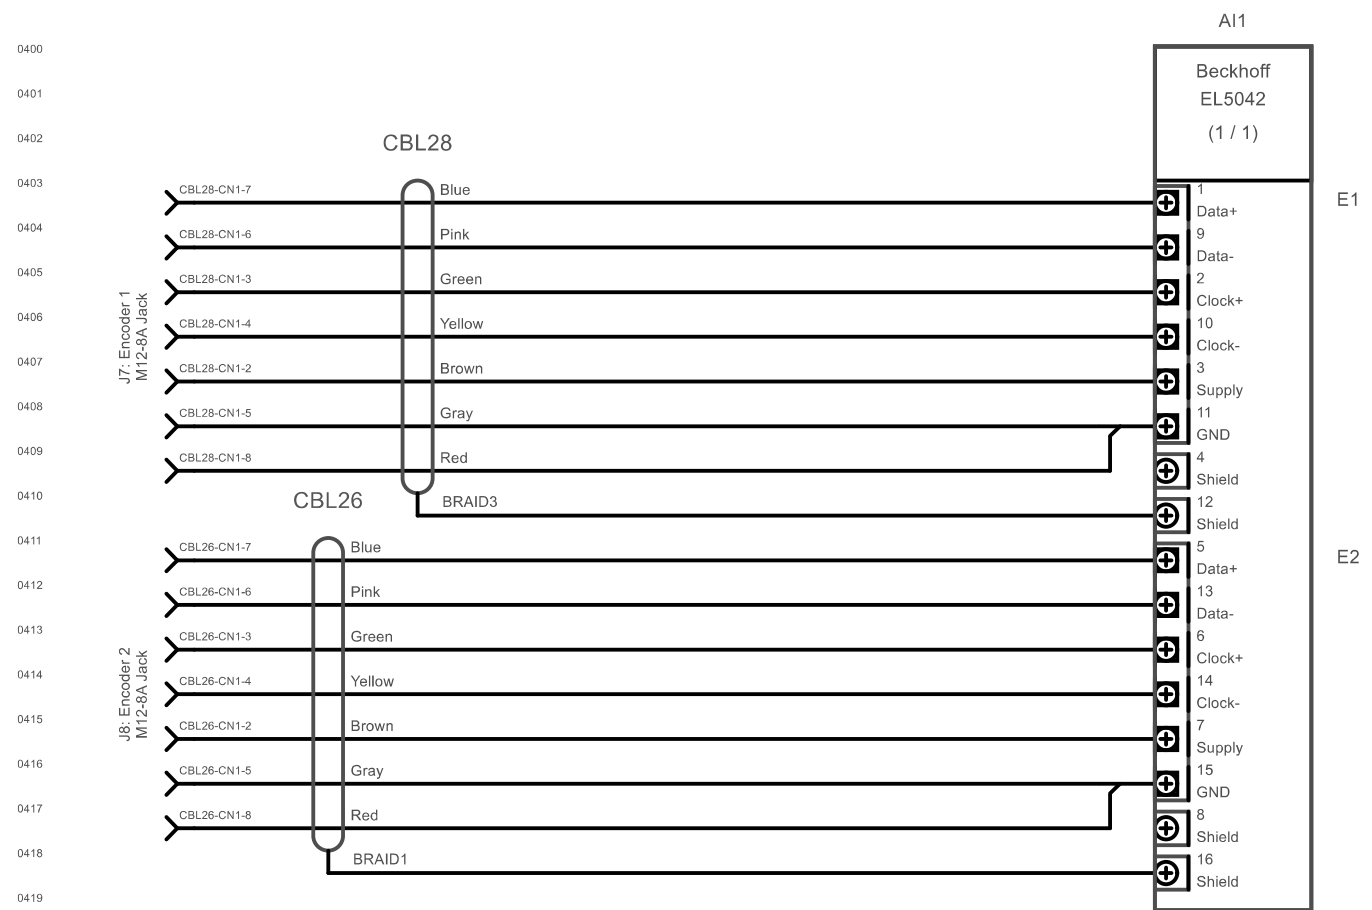 AI1
0400
Beckhoff
EL5042
(1 / 1)
0401
0402
CBL28
0403
CBL28-CN1-7
Blue
1
Data+
E1
0404
CBL28-CN1-6
Pink
9
Data-
0405
CBL28-CN1-3
Green
2
Clock+
0406
CBL28-CN1-4
Yellow
10
Clock-
J7: Encoder 1
M12-8A Jack
0407
CBL28-CN1-2
Brown
3
Supply
0408
CBL28-CN1-5
Gray
11
GND
0409
CBL28-CN1-8
Red
4
Shield
0410
CBL26
BRAID3
12
Shield
0411
CBL26-CN1-7
Blue
5
Data+
E2
0412
CBL26-CN1-6
Pink
13
Data-
0413
CBL26-CN1-3
Green
6
Clock+
0414
CBL26-CN1-4
Yellow
14
Clock-
J8: Encoder 2
M12-8A Jack
0415
CBL26-CN1-2
Brown
7
Supply
0416
CBL26-CN1-5
Gray
15
GND
0417
CBL26-CN1-8
Red
8
Shield
0418
BRAID1
16
Shield
0419